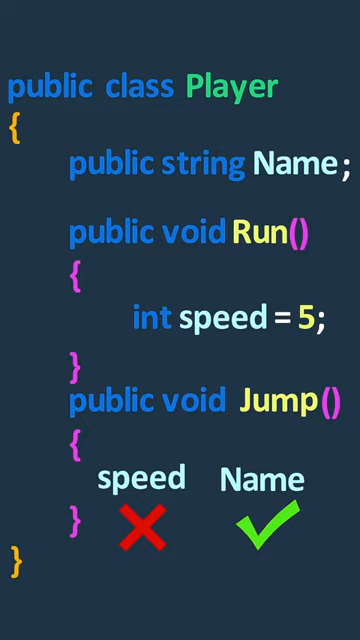 public class Player
{
public string Name;
public void Run()
{
int speed = 5;
}
public void Jump()
{
speed Name
}
}